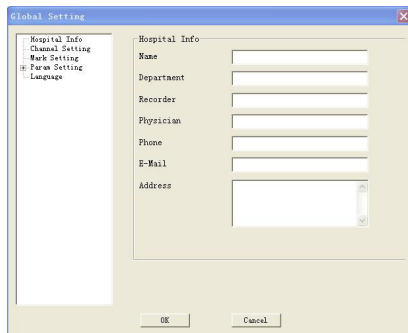 Global Setting
Hospital Info
Channel Setting
Mark Setting
Param Setting
Language
Hospital Info
Name
Department
Recorder
Physician
Phone
E-Mail
Address
OK
Cancel